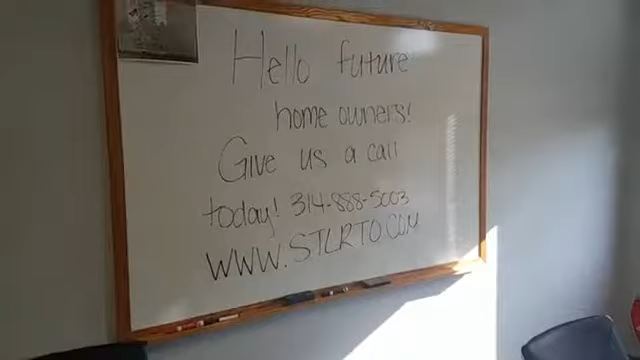 Hello future
home owners!
Give us a call
today! 314-888-5003
WWW.STLRTO.COM